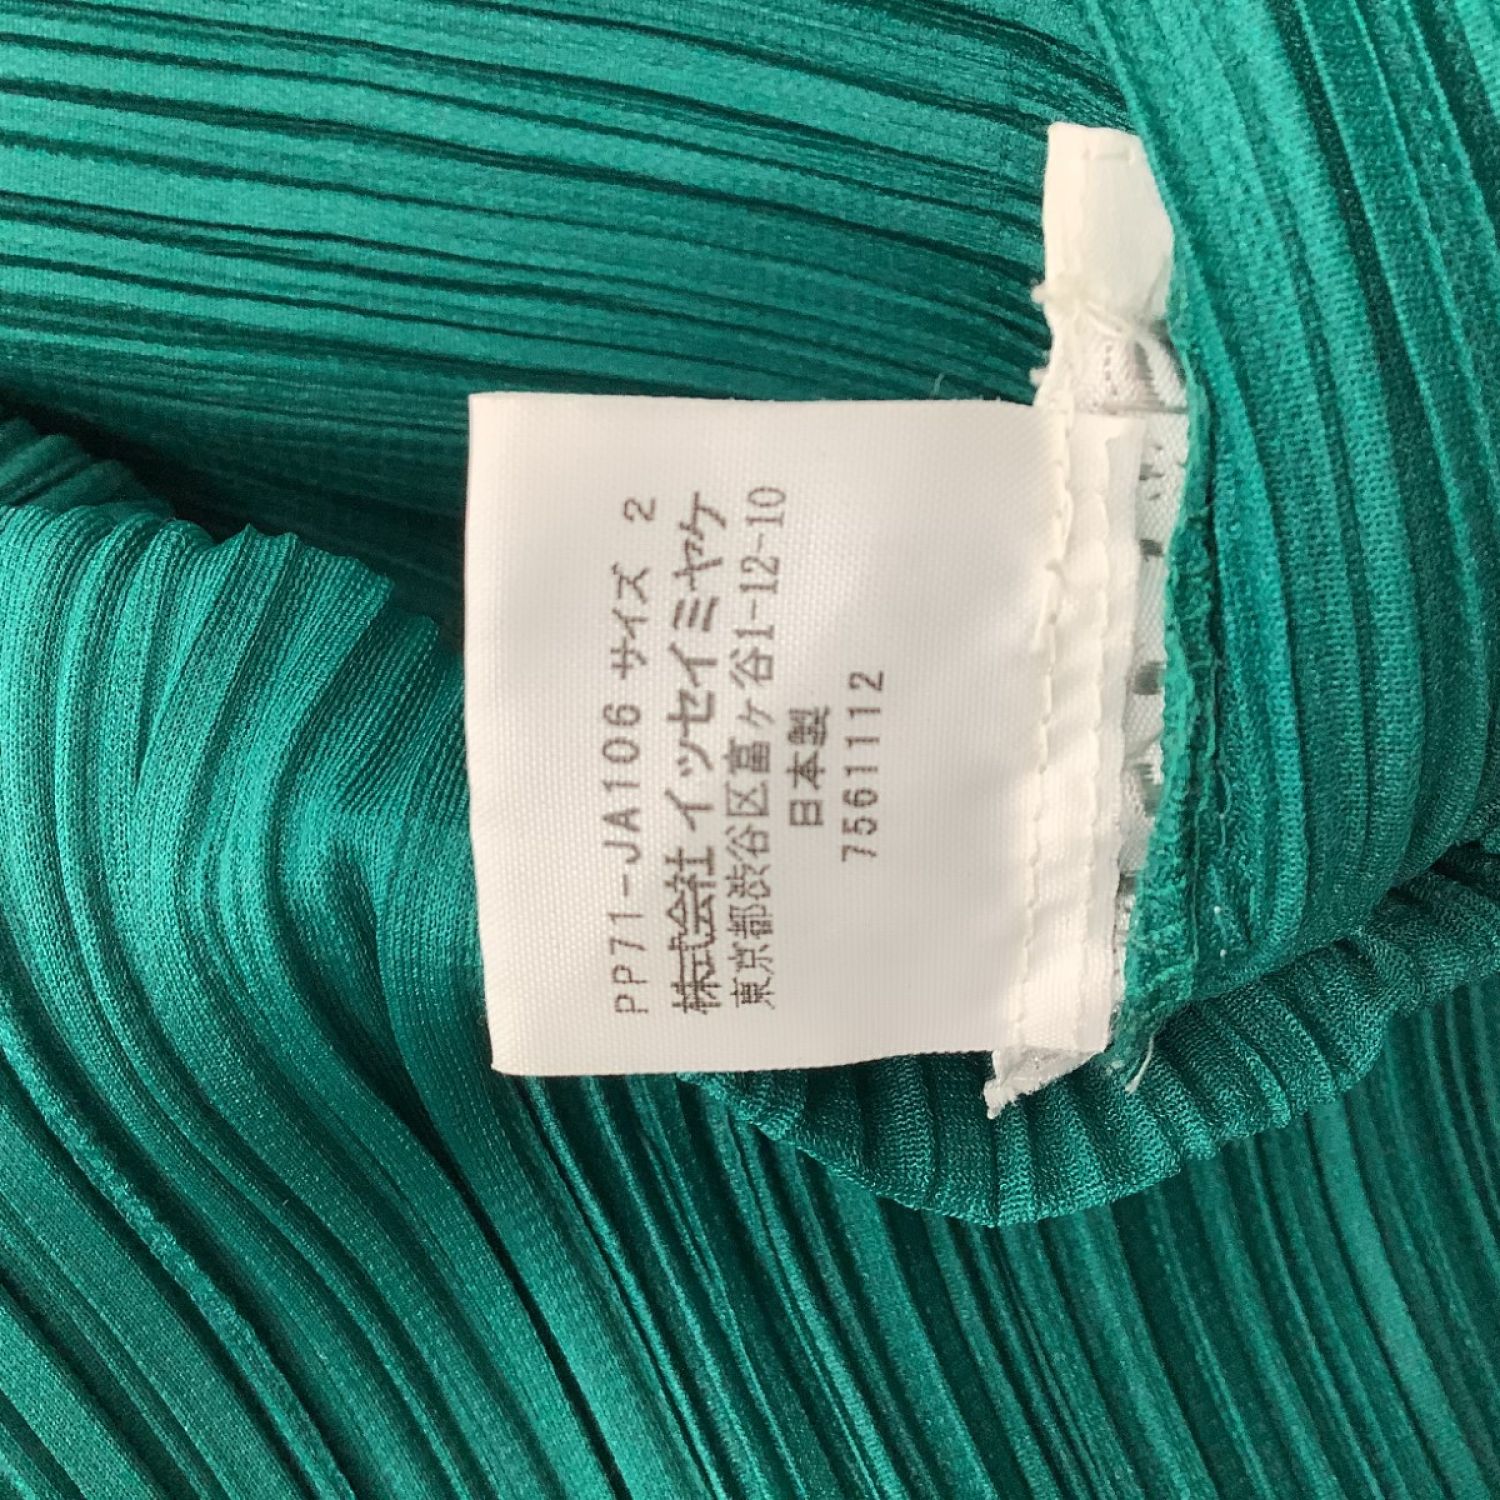 PP71-JA106 サイズ 2
株式会社 イッセイミヤケ
東京都渋谷区富ヶ谷1-12-10
日本製
7561112